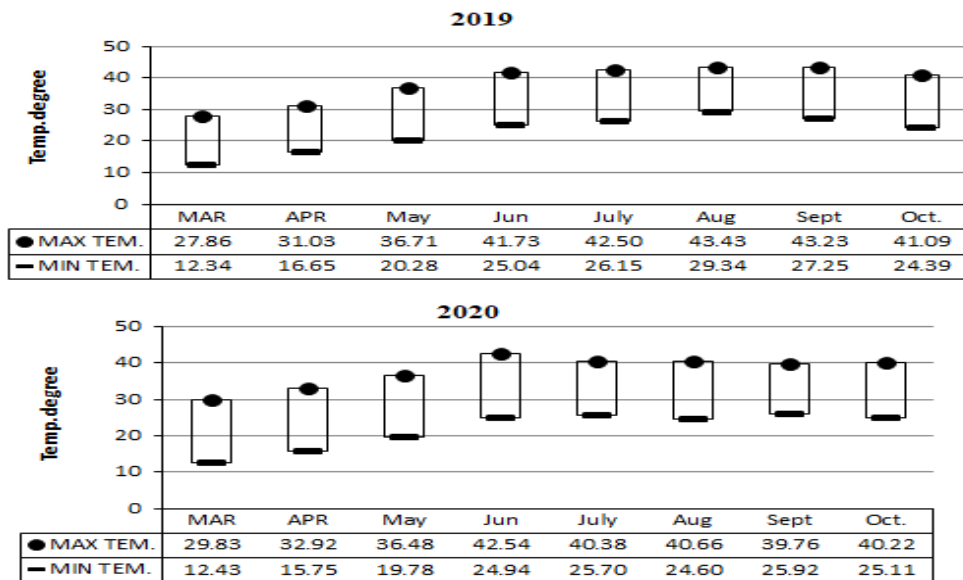 2019
Temp.degree
50
40
30
20
10
0
MAR APR May Jun July Aug Sept Oct.
MAX TEM. 27.86 31.03 36.71 41.73 42.50 43.43 43.23 41.09
MIN TEM. 12.34 16.65 20.28 25.04 26.15 29.34 27.25 24.39
2020
Temp.degree
50
40
30
20
10
0
MAR APR May Jun July Aug Sept Oct.
MAX TEM. 29.83 32.92 36.48 42.54 40.38 40.66 39.76 40.22
MIN TEM. 12.43 15.75 19.78 24.94 25.70 24.60 25.92 25.11